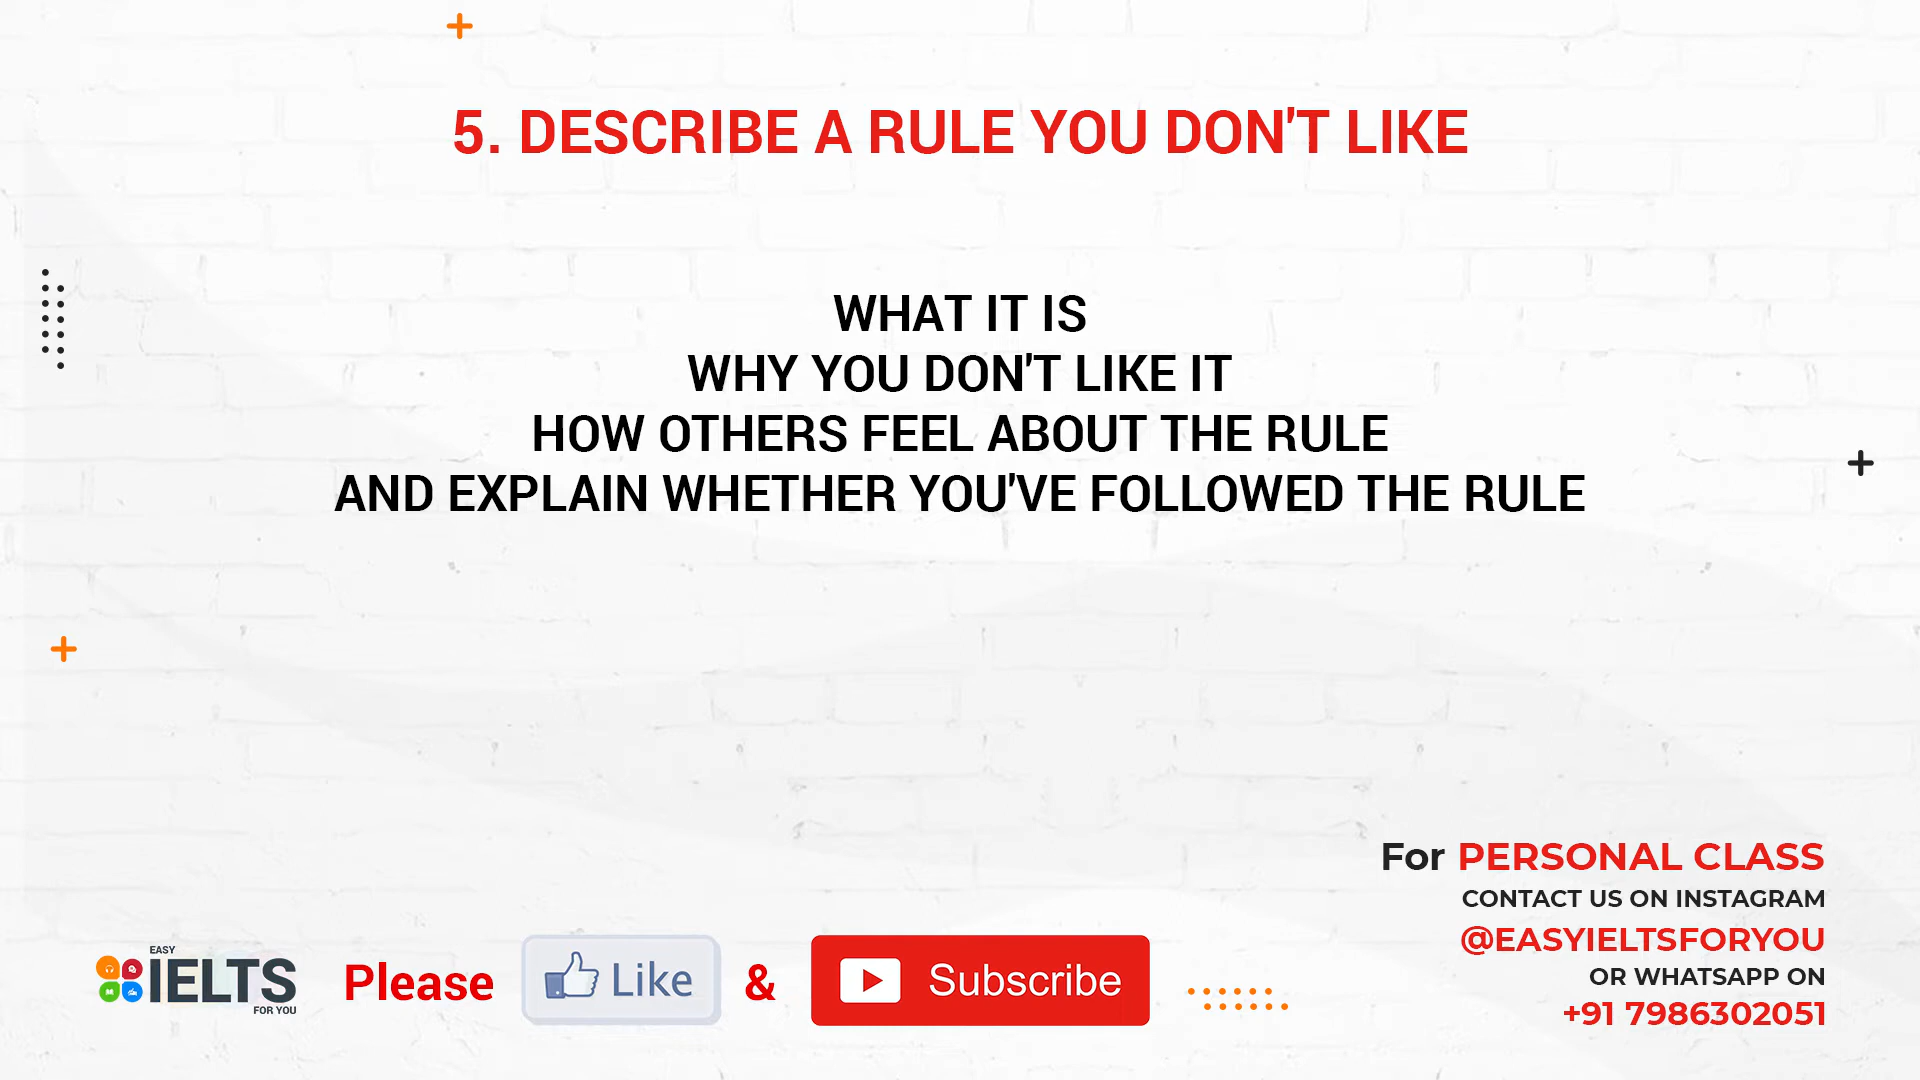 5. DESCRIBE A RULE YOU DON'T LIKE
WHAT IT IS
WHY YOU DON'T LIKE IT
HOW OTHERS FEEL ABOUT THE RULE
AND EXPLAIN WHETHER YOU'VE FOLLOWED THE RULE
EASY
IELTS
FOR YOU
Please
Like
&
Subscribe
For PERSONAL CLASS
CONTACT US ON INSTAGRAM
@EASYIELTSFORYOU
OR WHATSAPP ON
+91 7986302051